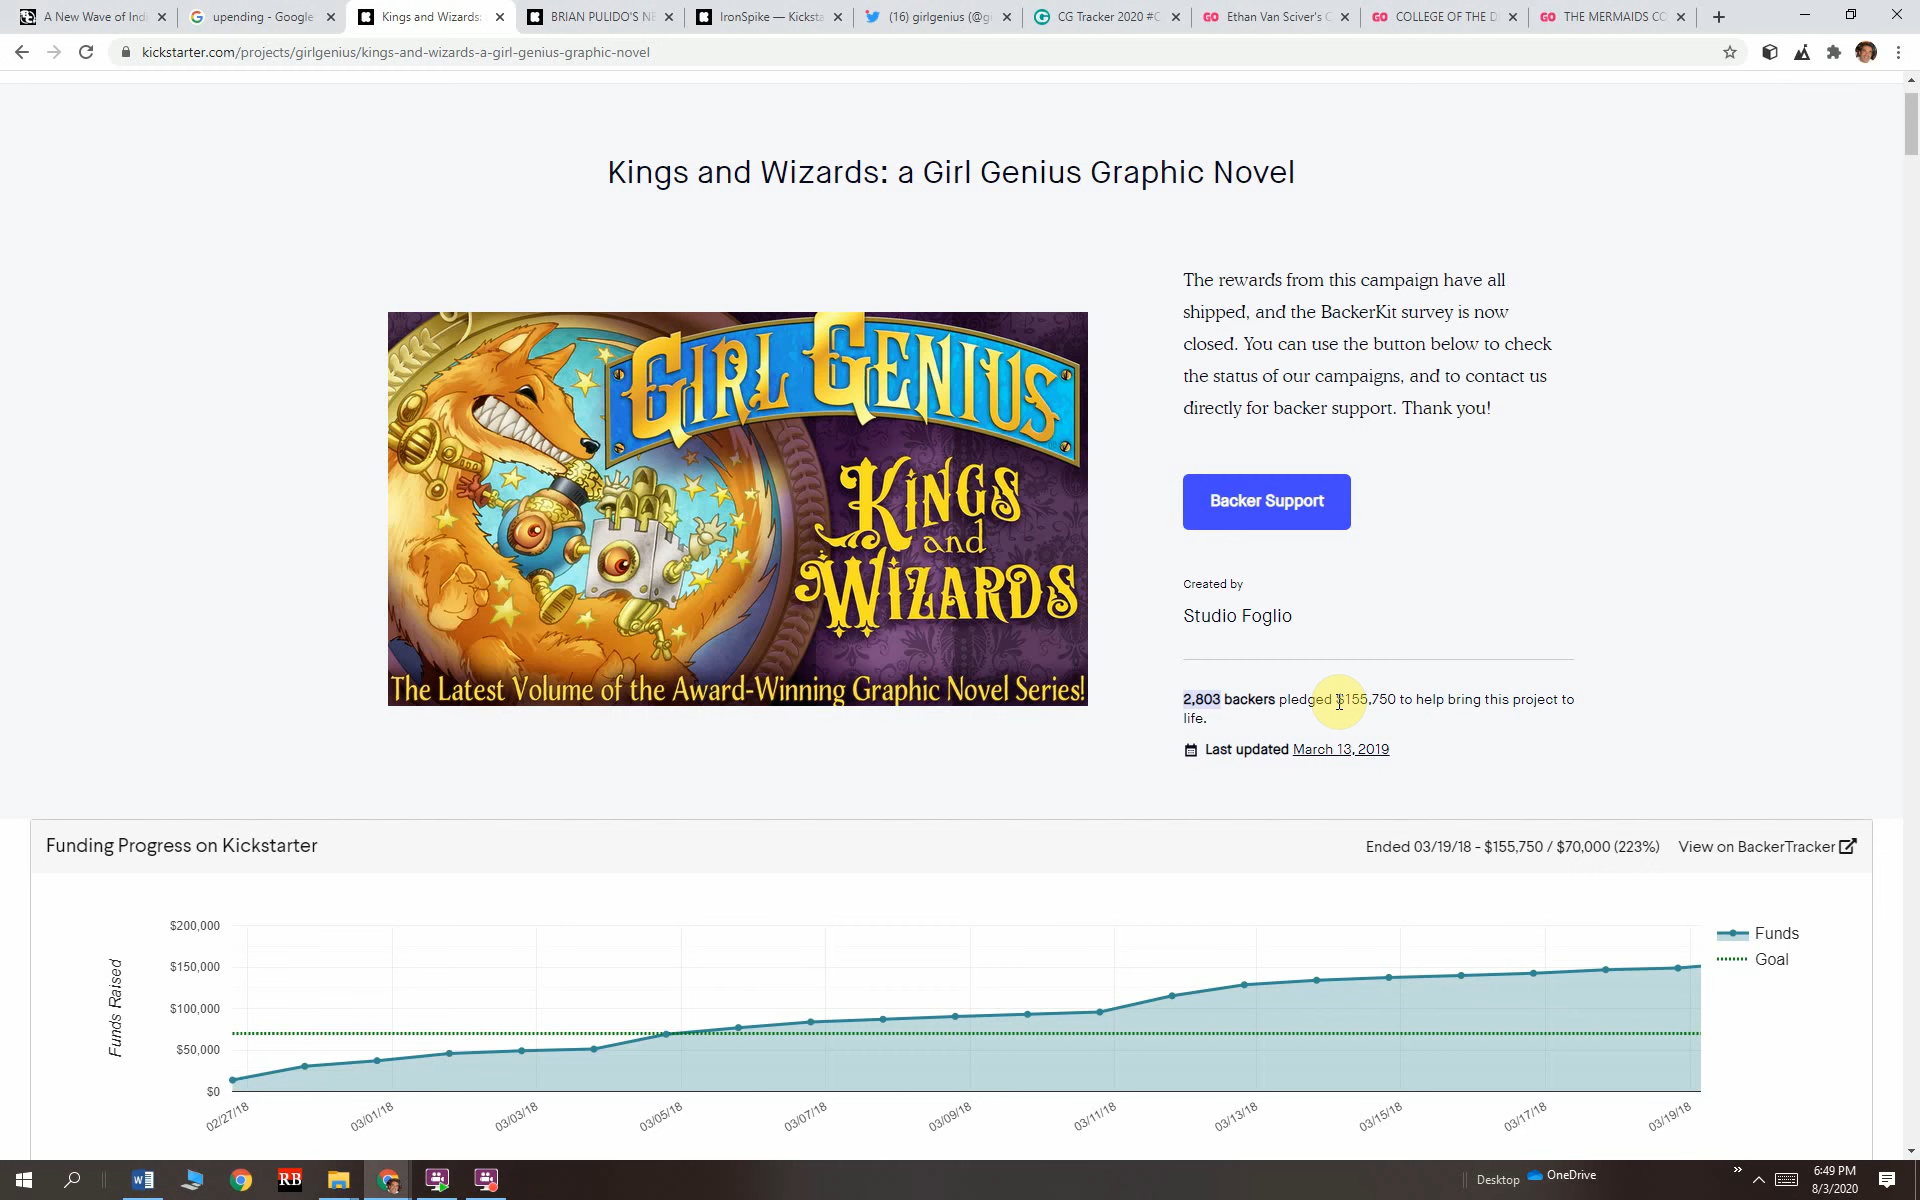 A New Wave of Indi
upending - Google
Kings and Wizards:
BRIAN PULIDO'S NE
IronSpike — Kicksta
(16) girlgenius (@gi
CG Tracker 2020 #C
GO Ethan Van Sciver's C
GO COLLEGE OF THE D
GO THE MERMAIDS CO
kickstarter.com/projects/girlgenius/kings-and-wizards-a-girl-genius-graphic-novel
Kings and Wizards: a Girl Genius Graphic Novel
GIRL GENIUS
KINGS
and
WIZARDS
The Latest Volume of the Award-Winning Graphic Novel Series!
The rewards from this campaign have all
shipped, and the BackerKit survey is now
closed. You can use the button below to check
the status of our campaigns, and to contact us
directly for backer support. Thank you!
Backer Support
Created by
Studio Foglio
2,803 backers pledged $155,750 to help bring this project to
life.
Last updated March 13, 2019
Funding Progress on Kickstarter
Ended 03/19/18 - $155,750 / $70,000 (223%)
View on BackerTracker
$200,000
$150,000
$100,000
$50,000
$0
Funds Raised
Funds
Goal
02/27/18
03/01/18
03/03/18
03/05/18
03/07/18
03/09/18
03/11/18
03/13/18
03/15/18
03/17/18
03/19/18
RB
Desktop
OneDrive
6:49 PM
8/3/2020